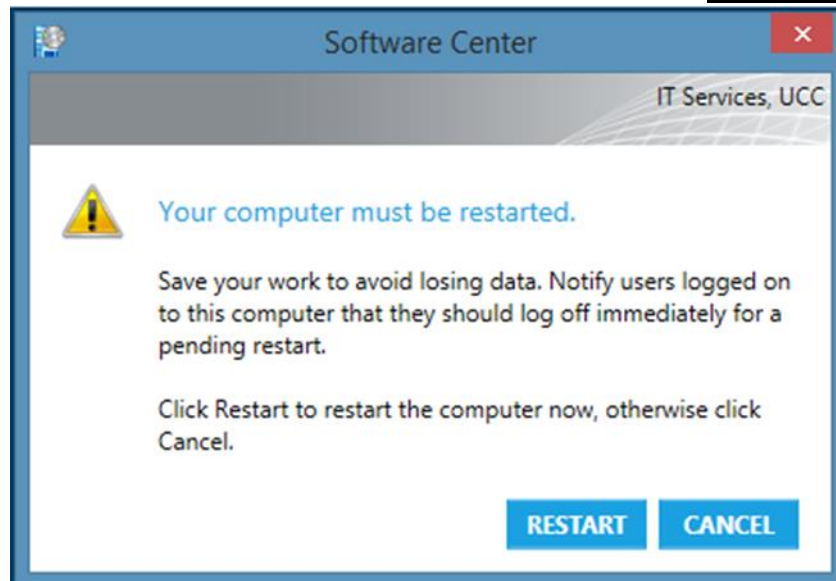 Software Center
IT Services, UCC
Your computer must be restarted.
Save your work to avoid losing data. Notify users logged on
to this computer that they should log off immediately for a
pending restart.
Click Restart to restart the computer now, otherwise click
Cancel.
RESTART CANCEL